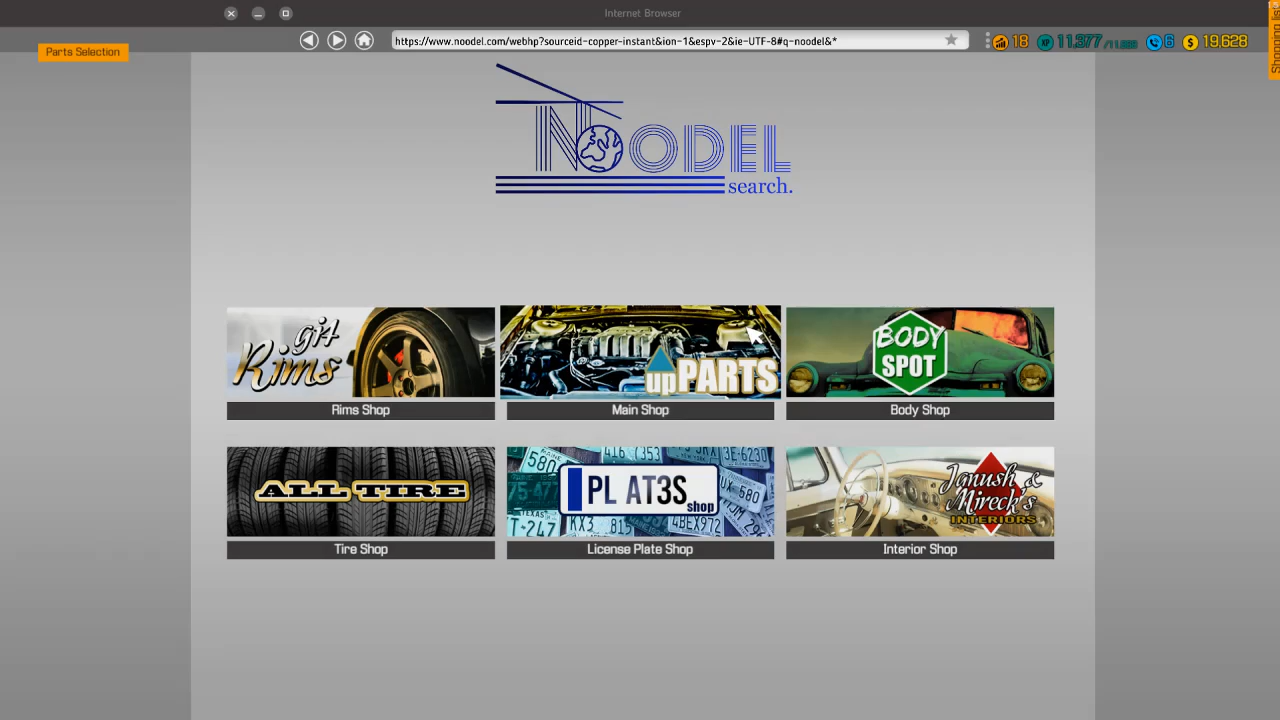 Internet Browser
Parts Selection
https://www.noodel.com/webhp?sourceid-copper-instant&ion-1&espv-2&ie-UTF-8#q-noodel&*
18
XP 11,377
6
$ 19,628
NOODEL
search.
gj4
Rims
upPARTS
BODY
SPOT
Rims Shop
Main Shop
Body Shop
ALL TIRE
PL AT3S
shop
Janush &
Mireck's
INTERIORS
Tire Shop
License Plate Shop
Interior Shop